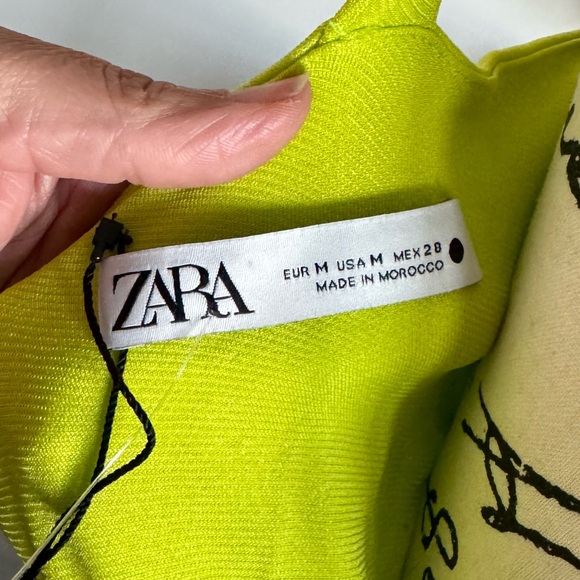 ZARA
EUR M USA M MEX 28
MADE IN MOROCCO